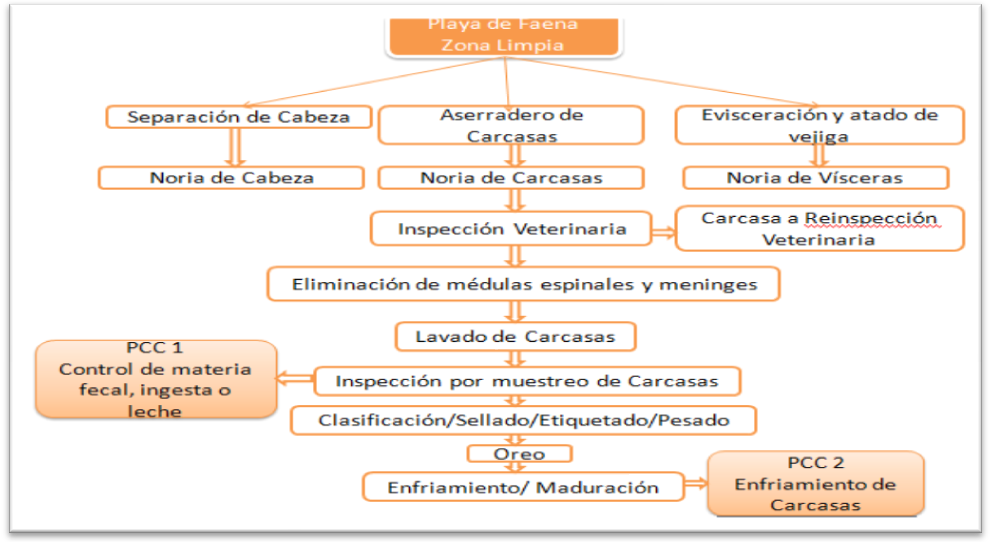 Playa de Faena
Zona Limpia
Separación de Cabeza
Aserradero de
Carcasas
Evisceración y atado de
vejiga
Noria de Cabeza
Noria de Carcasas
Noria de Vísceras
Inspección Veterinaria
Carcasa a Reinspección
Veterinaria
Eliminación de médulas espinales y meninges
Lavado de Carcasas
PCC 1
Control de materia
fecal, ingesta o
leche
Inspección por muestreo de Carcasas
Clasificación/Sellado/Etiquetado/Pesado
Oreo
Enfriamiento/ Maduración
PCC 2
Enfriamiento de
Carcasas